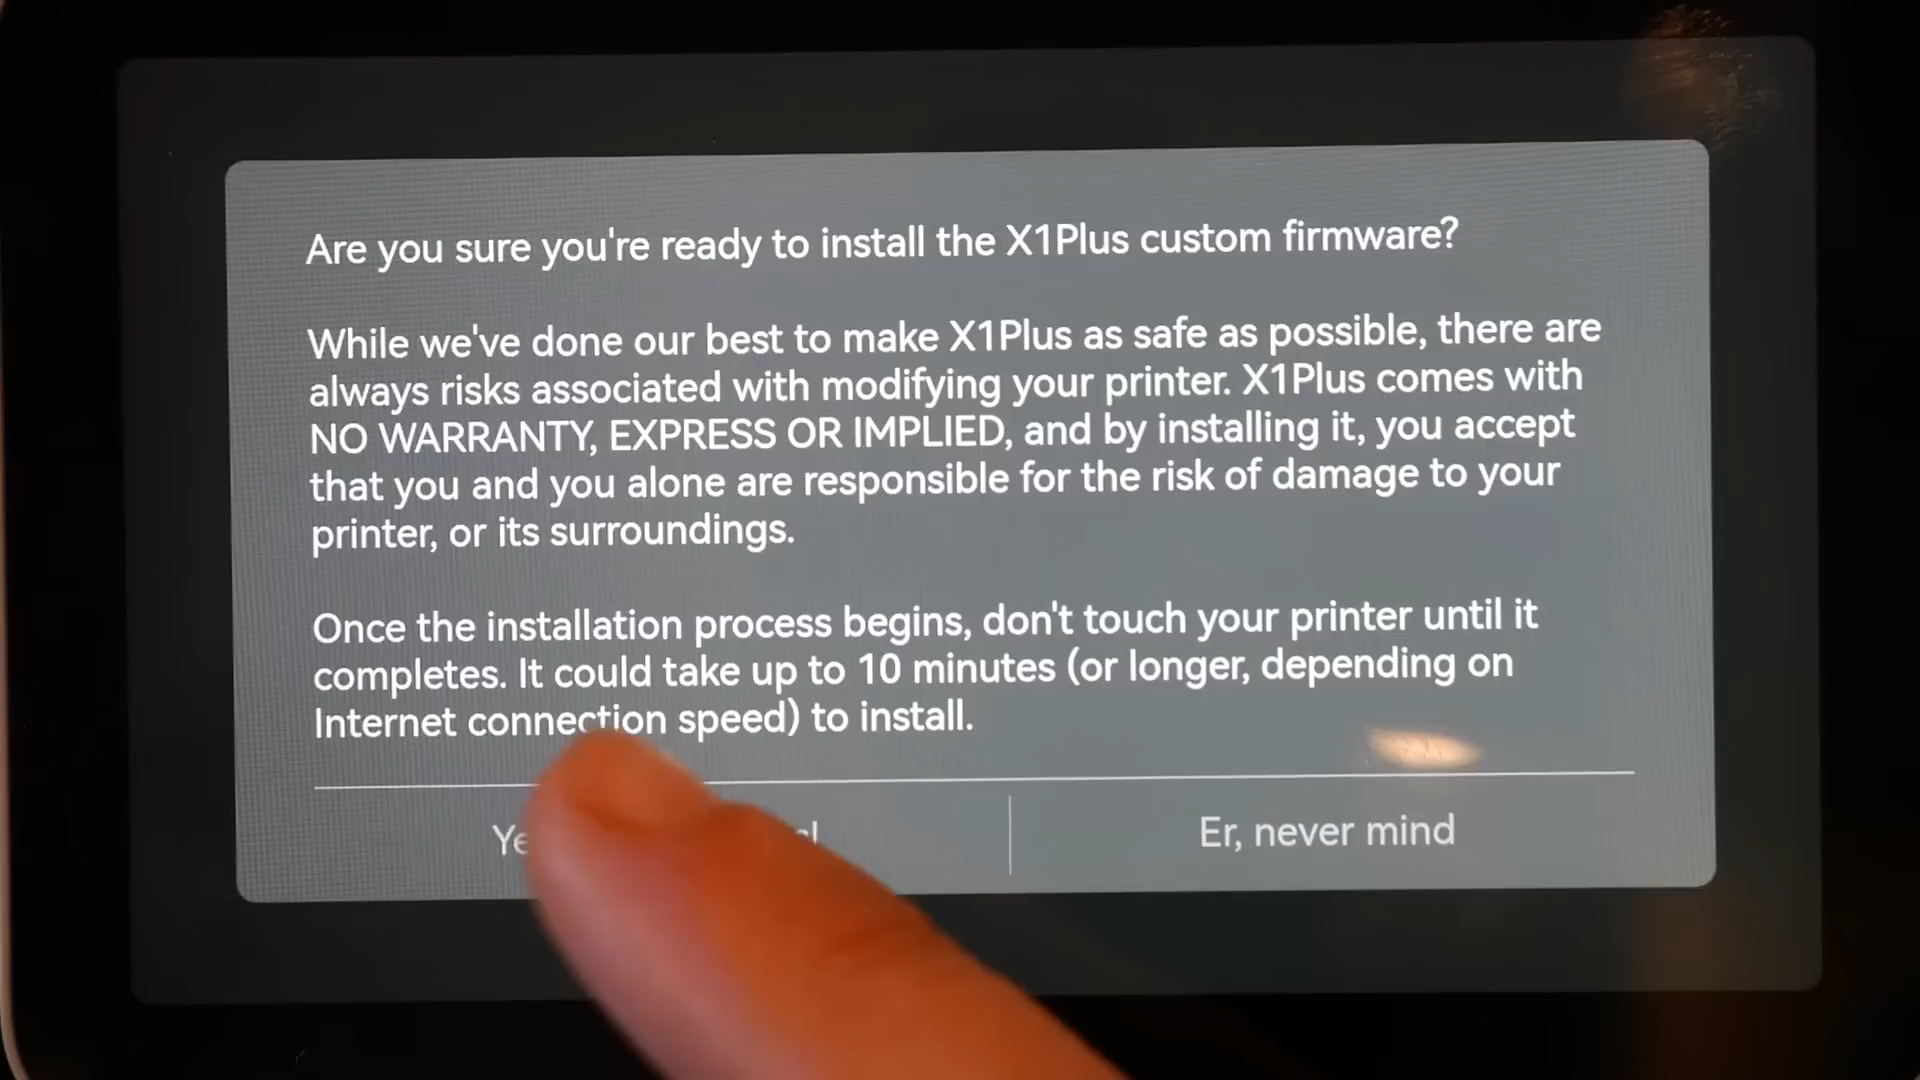 Are you sure you're ready to install the X1Plus custom firmware?
While we've done our best to make X1Plus as safe as possible, there are
always risks associated with modifying your printer. X1Plus comes with
NO WARRANTY, EXPRESS OR IMPLIED, and by installing it, you accept
that you and you alone are responsible for the risk of damage to your
printer, or its surroundings.
Once the installation process begins, don't touch your printer until it
completes. It could take up to 10 minutes (or longer, depending on
Internet connection speed) to install.
Er, never mind